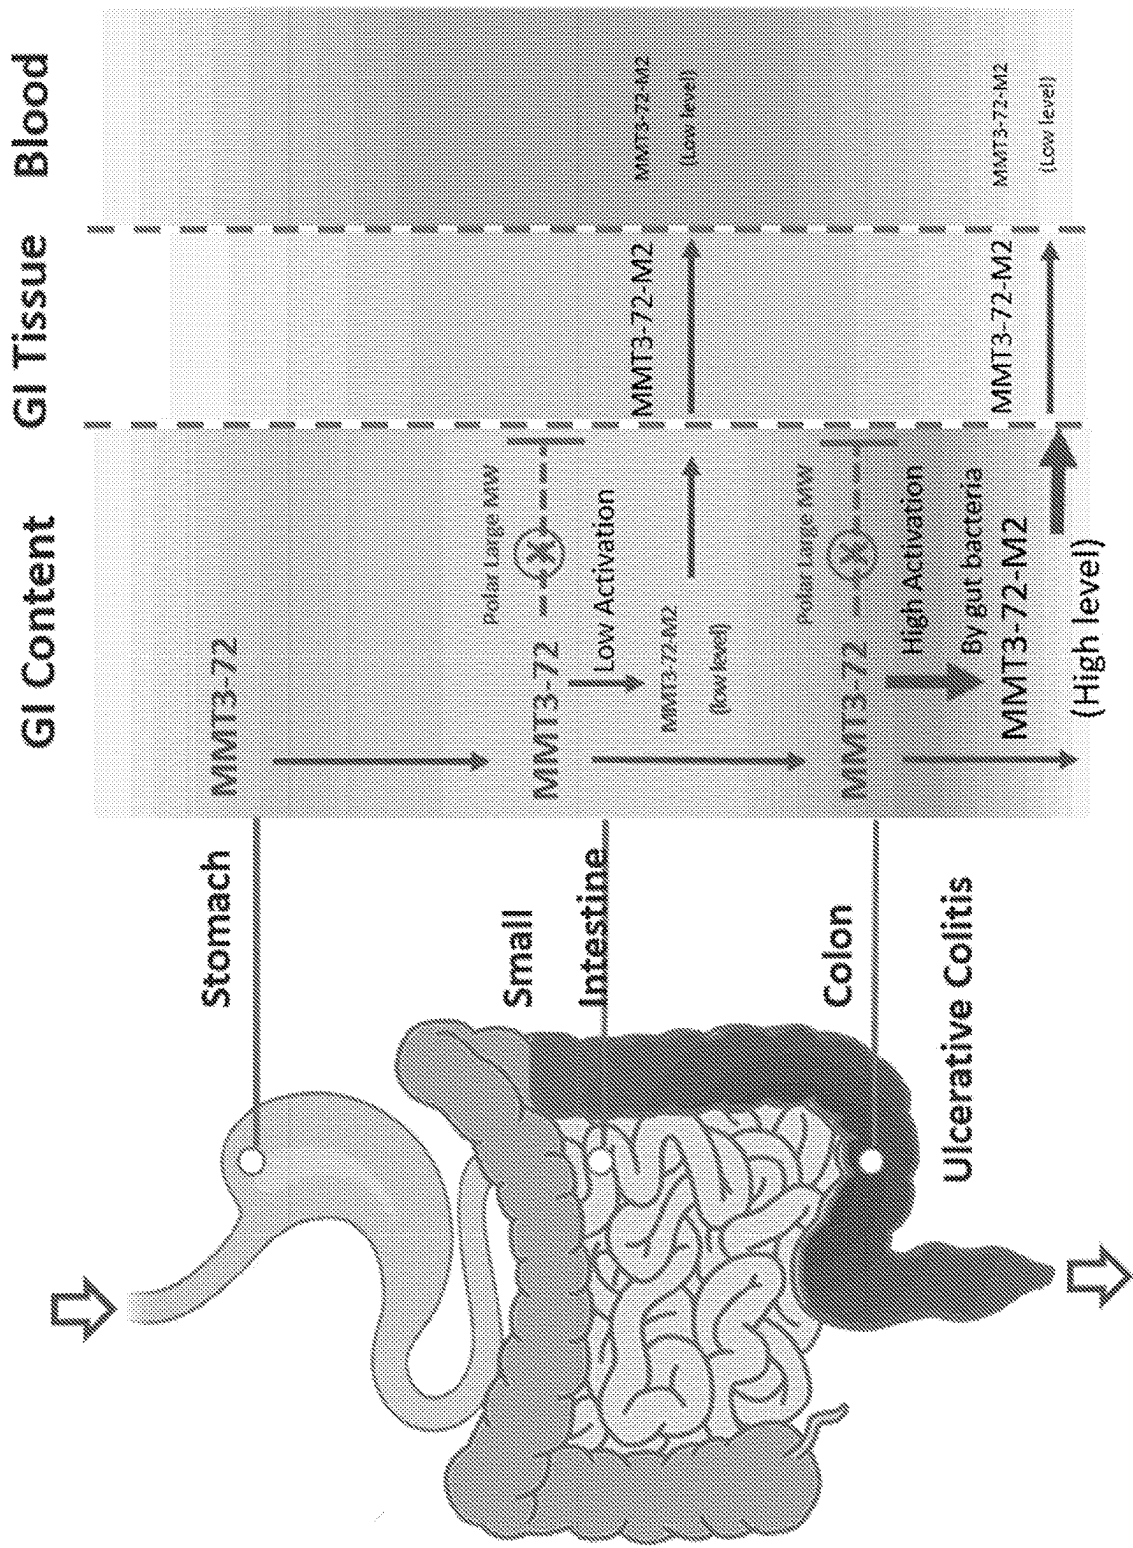 GI Content
GI Tissue
Blood
Stomach
MMT3-72
Small
Intestine
MMT3-72
Polar Large MW
Low Activation
MMT3-72-M2
(low level)
MMT3-72-M2
MMT3-72-M2
(Low level)
Colon
Ulcerative Colitis
MMT3-72
Polar Large MW
High Activation
By gut bacteria
MMT3-72-M2
(High level)
MMT3-72-M2
MMT3-72-M2
(Low level)